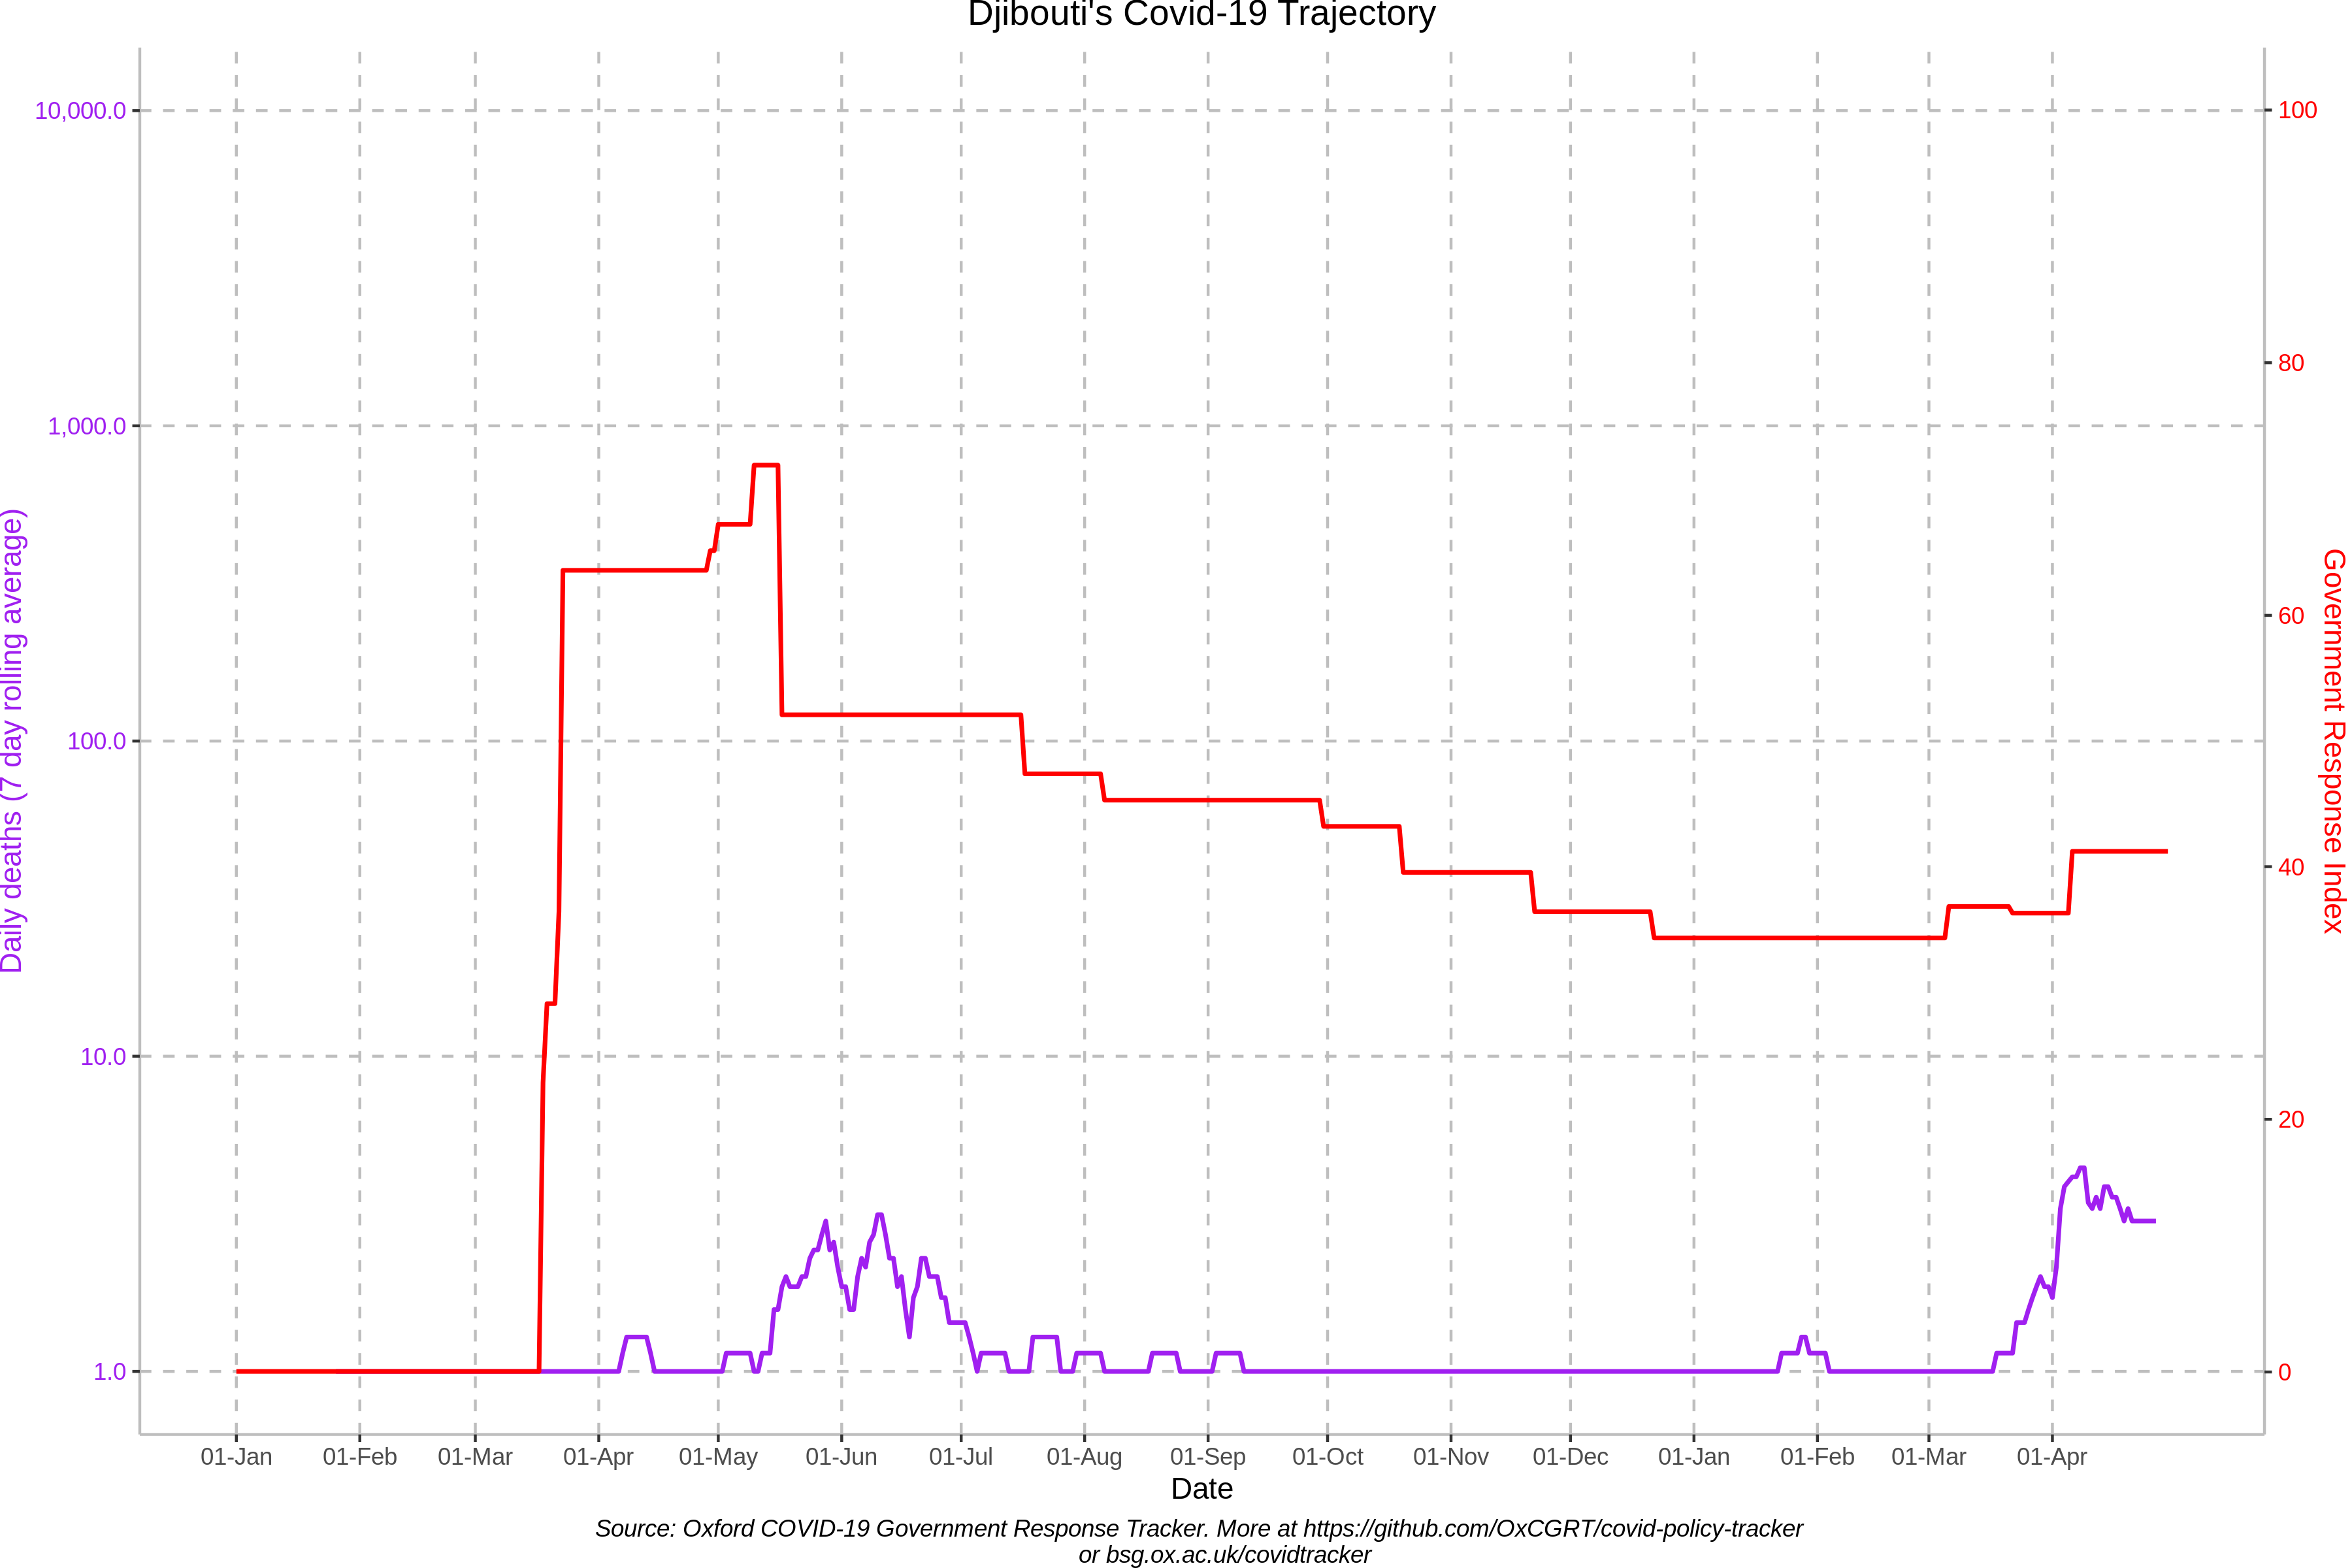 Djibouti's Covid-19 Trajectory
10,000.0
1,000.0
100.0
10.0
1.0
Daily deaths (7 day rolling average)
100
80
60
40
20
0
Government Response Index
01-Jan 01-Feb 01-Mar 01-Apr 01-May 01-Jun 01-Jul 01-Aug 01-Sep 01-Oct 01-Nov 01-Dec 01-Jan 01-Feb 01-Mar 01-Apr
Date
Source: Oxford COVID-19 Government Response Tracker. More at https://github.com/OxCGRT/covid-policy-tracker
or bsg.ox.ac.uk/covidtracker